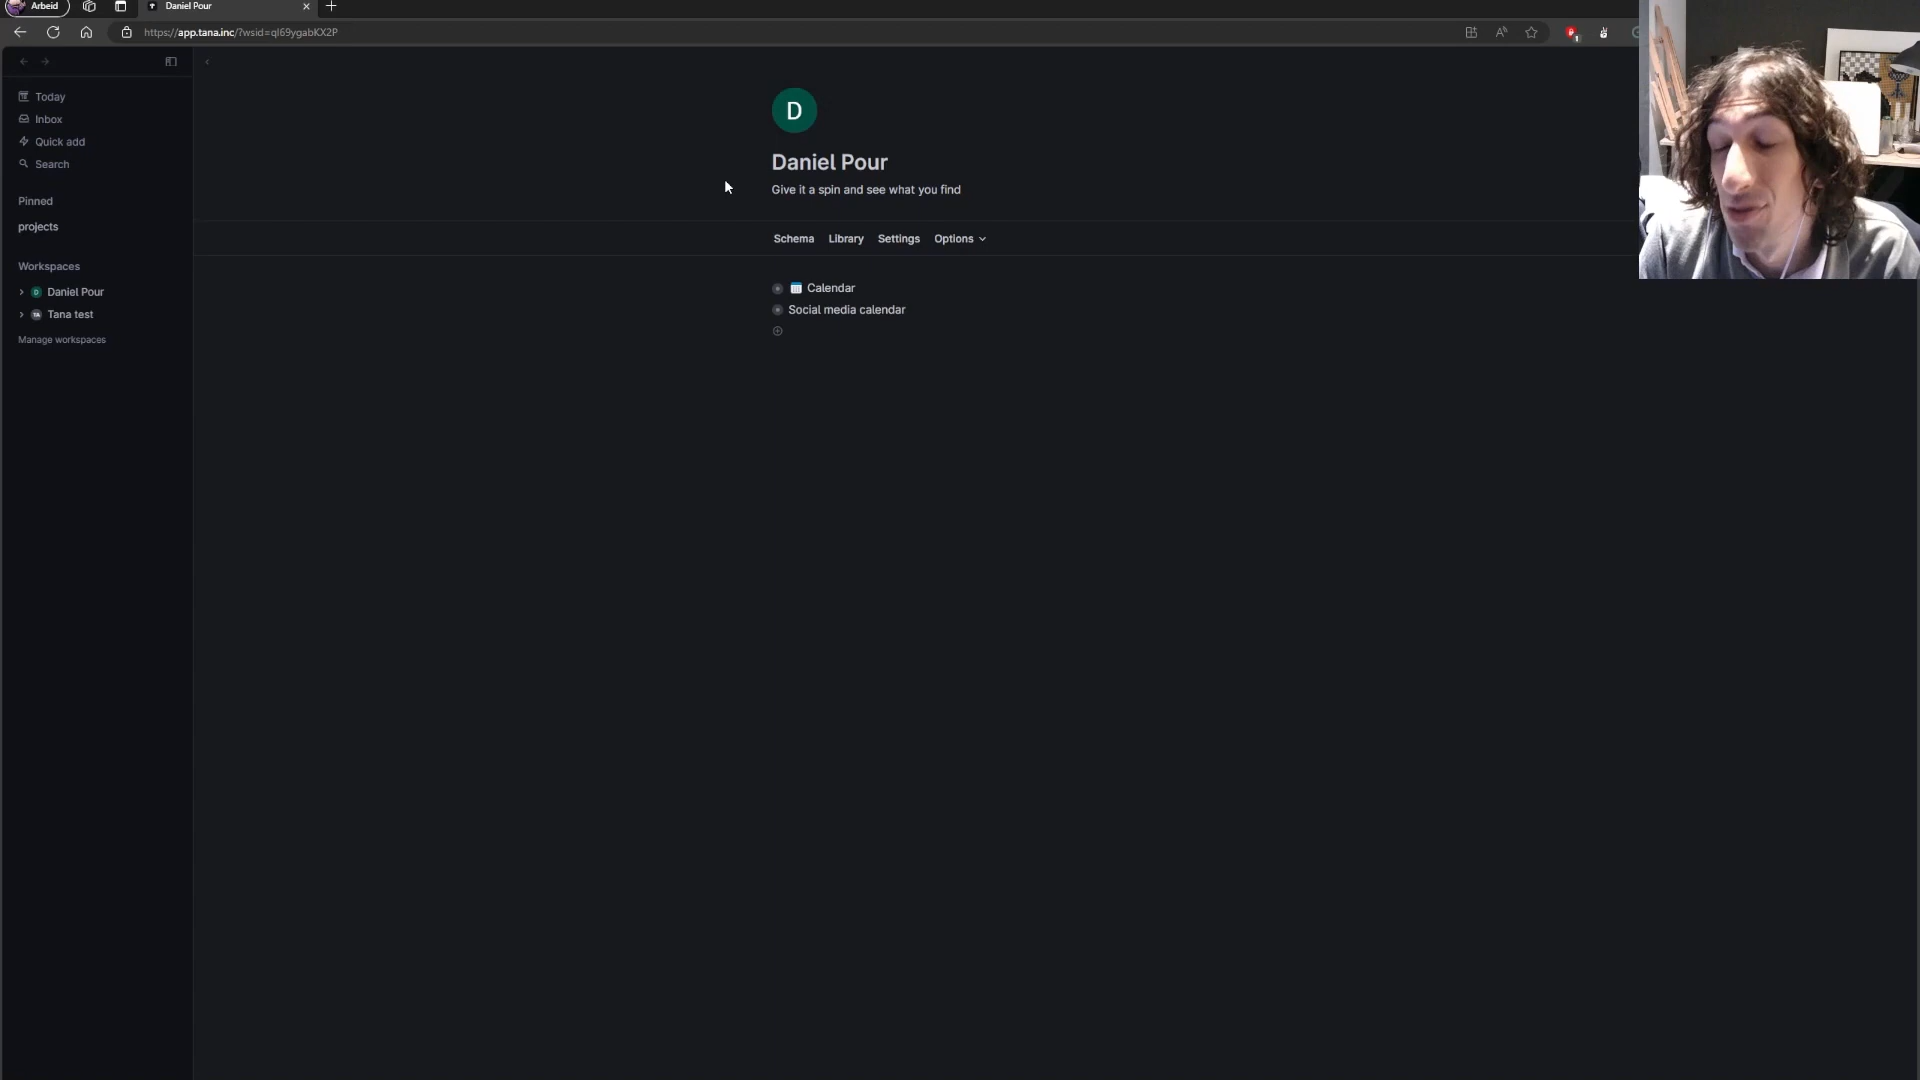 Arbeid
Daniel Pour
https://app.tana.inc/?wsid=ql69ygabKX2P
Today
Inbox
Quick add
Search
Pinned
projects
Workspaces
D Daniel Pour
TA Tana test
Manage workspaces
D
Daniel Pour
Give it a spin and see what you find
Schema Library Settings Options
Calendar
Social media calendar